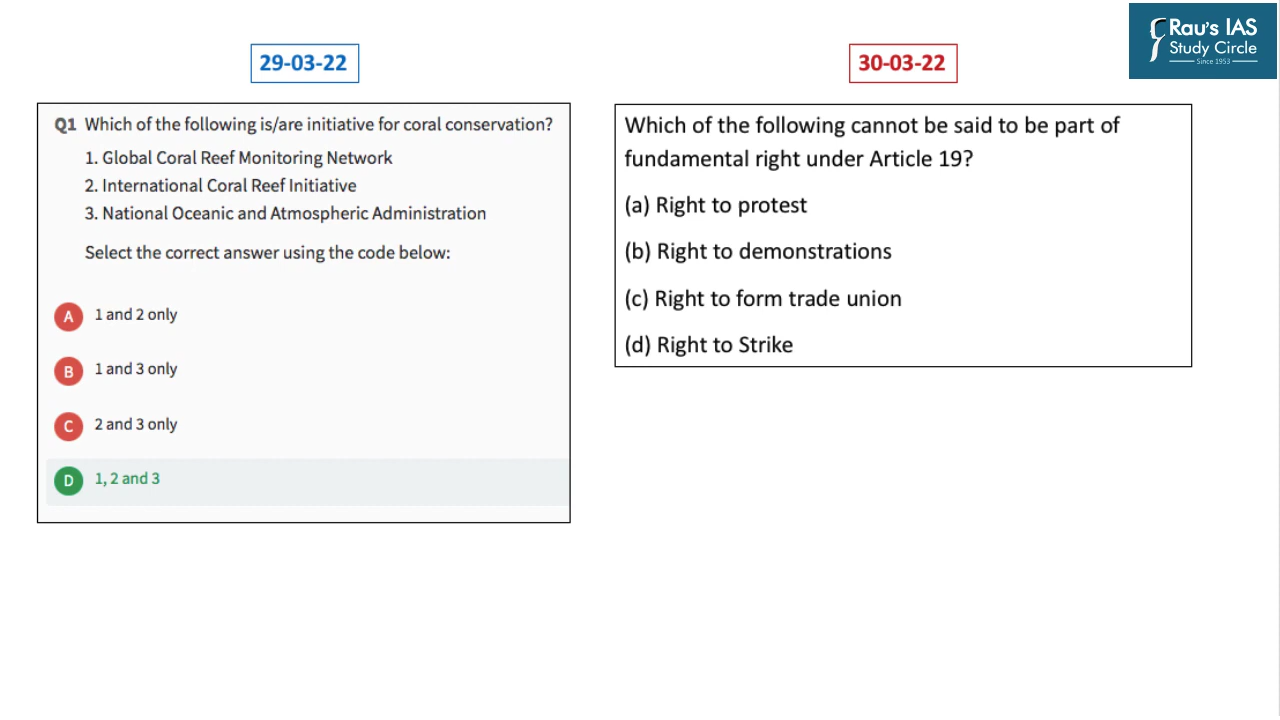 Rau's IAS
Study Circle
Since 1953
29-03-22
Q1 Which of the following is/are initiative for coral conservation?
1. Global Coral Reef Monitoring Network
2. International Coral Reef Initiative
3. National Oceanic and Atmospheric Administration
Select the correct answer using the code below:
A 1 and 2 only
B 1 and 3 only
C 2 and 3 only
D 1, 2 and 3
30-03-22
Which of the following cannot be said to be part of
fundamental right under Article 19?
(a) Right to protest
(b) Right to demonstrations
(c) Right to form trade union
(d) Right to Strike